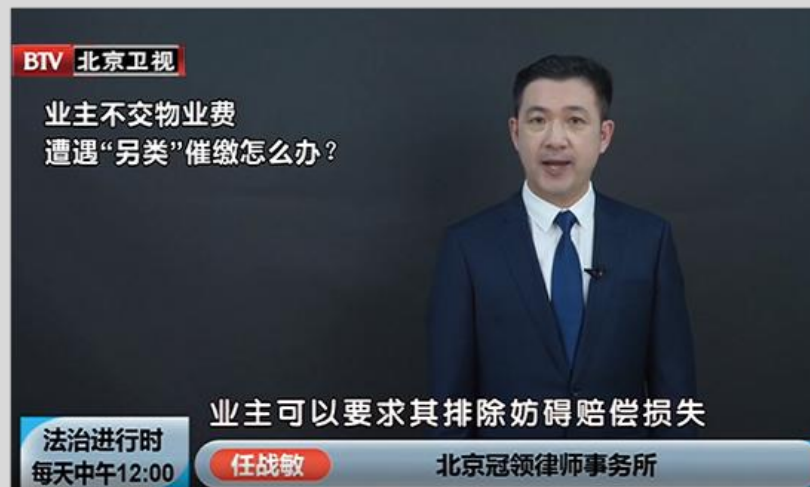 BTV 北京卫视
业主不交物业费
遭遇“另类”催缴怎么办？
业主可以要求其排除妨碍赔偿损失
法治进行时
每天中午12:00
任战敏
北京冠领律师事务所